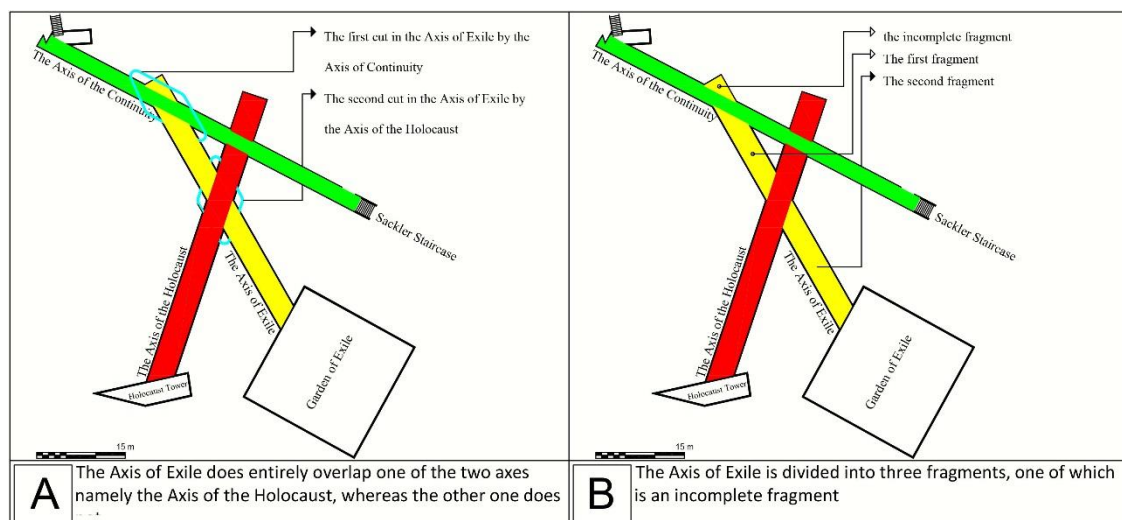 The first cut in the Axis of Exile by the
Axis of Continuity
The second cut in the Axis of Exile by
the Axis of the Holocaust
The Axis of the Continuity
Sackler Staircase
The Axis of the Holocaust
The Axis of Exile
Garden of Exile
Holocaust Tower
15 m
A
The Axis of Exile does entirely overlap one of the two axes
namely the Axis of the Holocaust, whereas the other one does
the incomplete fragment
The first fragment
The second fragment
The Axis of the Continuity
Sackler Staircase
The Axis of the Holocaust
The Axis of Exile
Garden of Exile
Holocaust Tower
15 m
B
The Axis of Exile is divided into three fragments, one of which
is an incomplete fragment